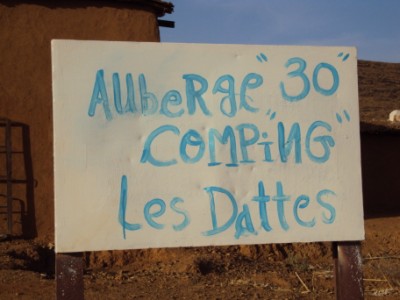 AUbeRge "30"
"COMPiNG"
Les Dattes